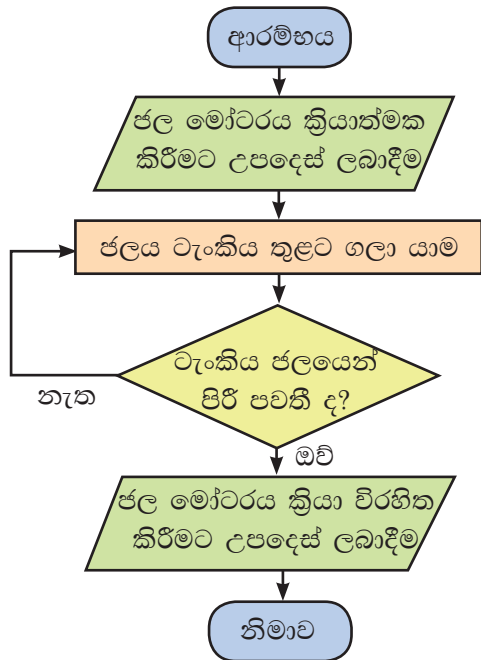 ආරම්භය
ජල මෝටරය ක්‍රියාත්මක
කිරීමට උපදෙස් ලබාදීම
ජලය ටැංකිය තුළට ගලා යාම
ටැංකිය ජලයෙන්
පිරී පවතී ද?
නැත
ඔව්
ජල මෝටරය ක්‍රියා විරහිත
කිරීමට උපදෙස් ලබාදීම
නිමාව